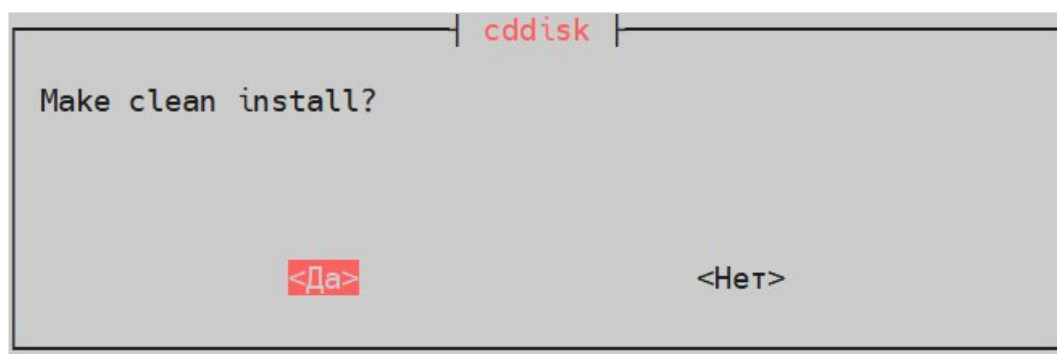 cddisk
Make clean install?
<Да> <Нет>